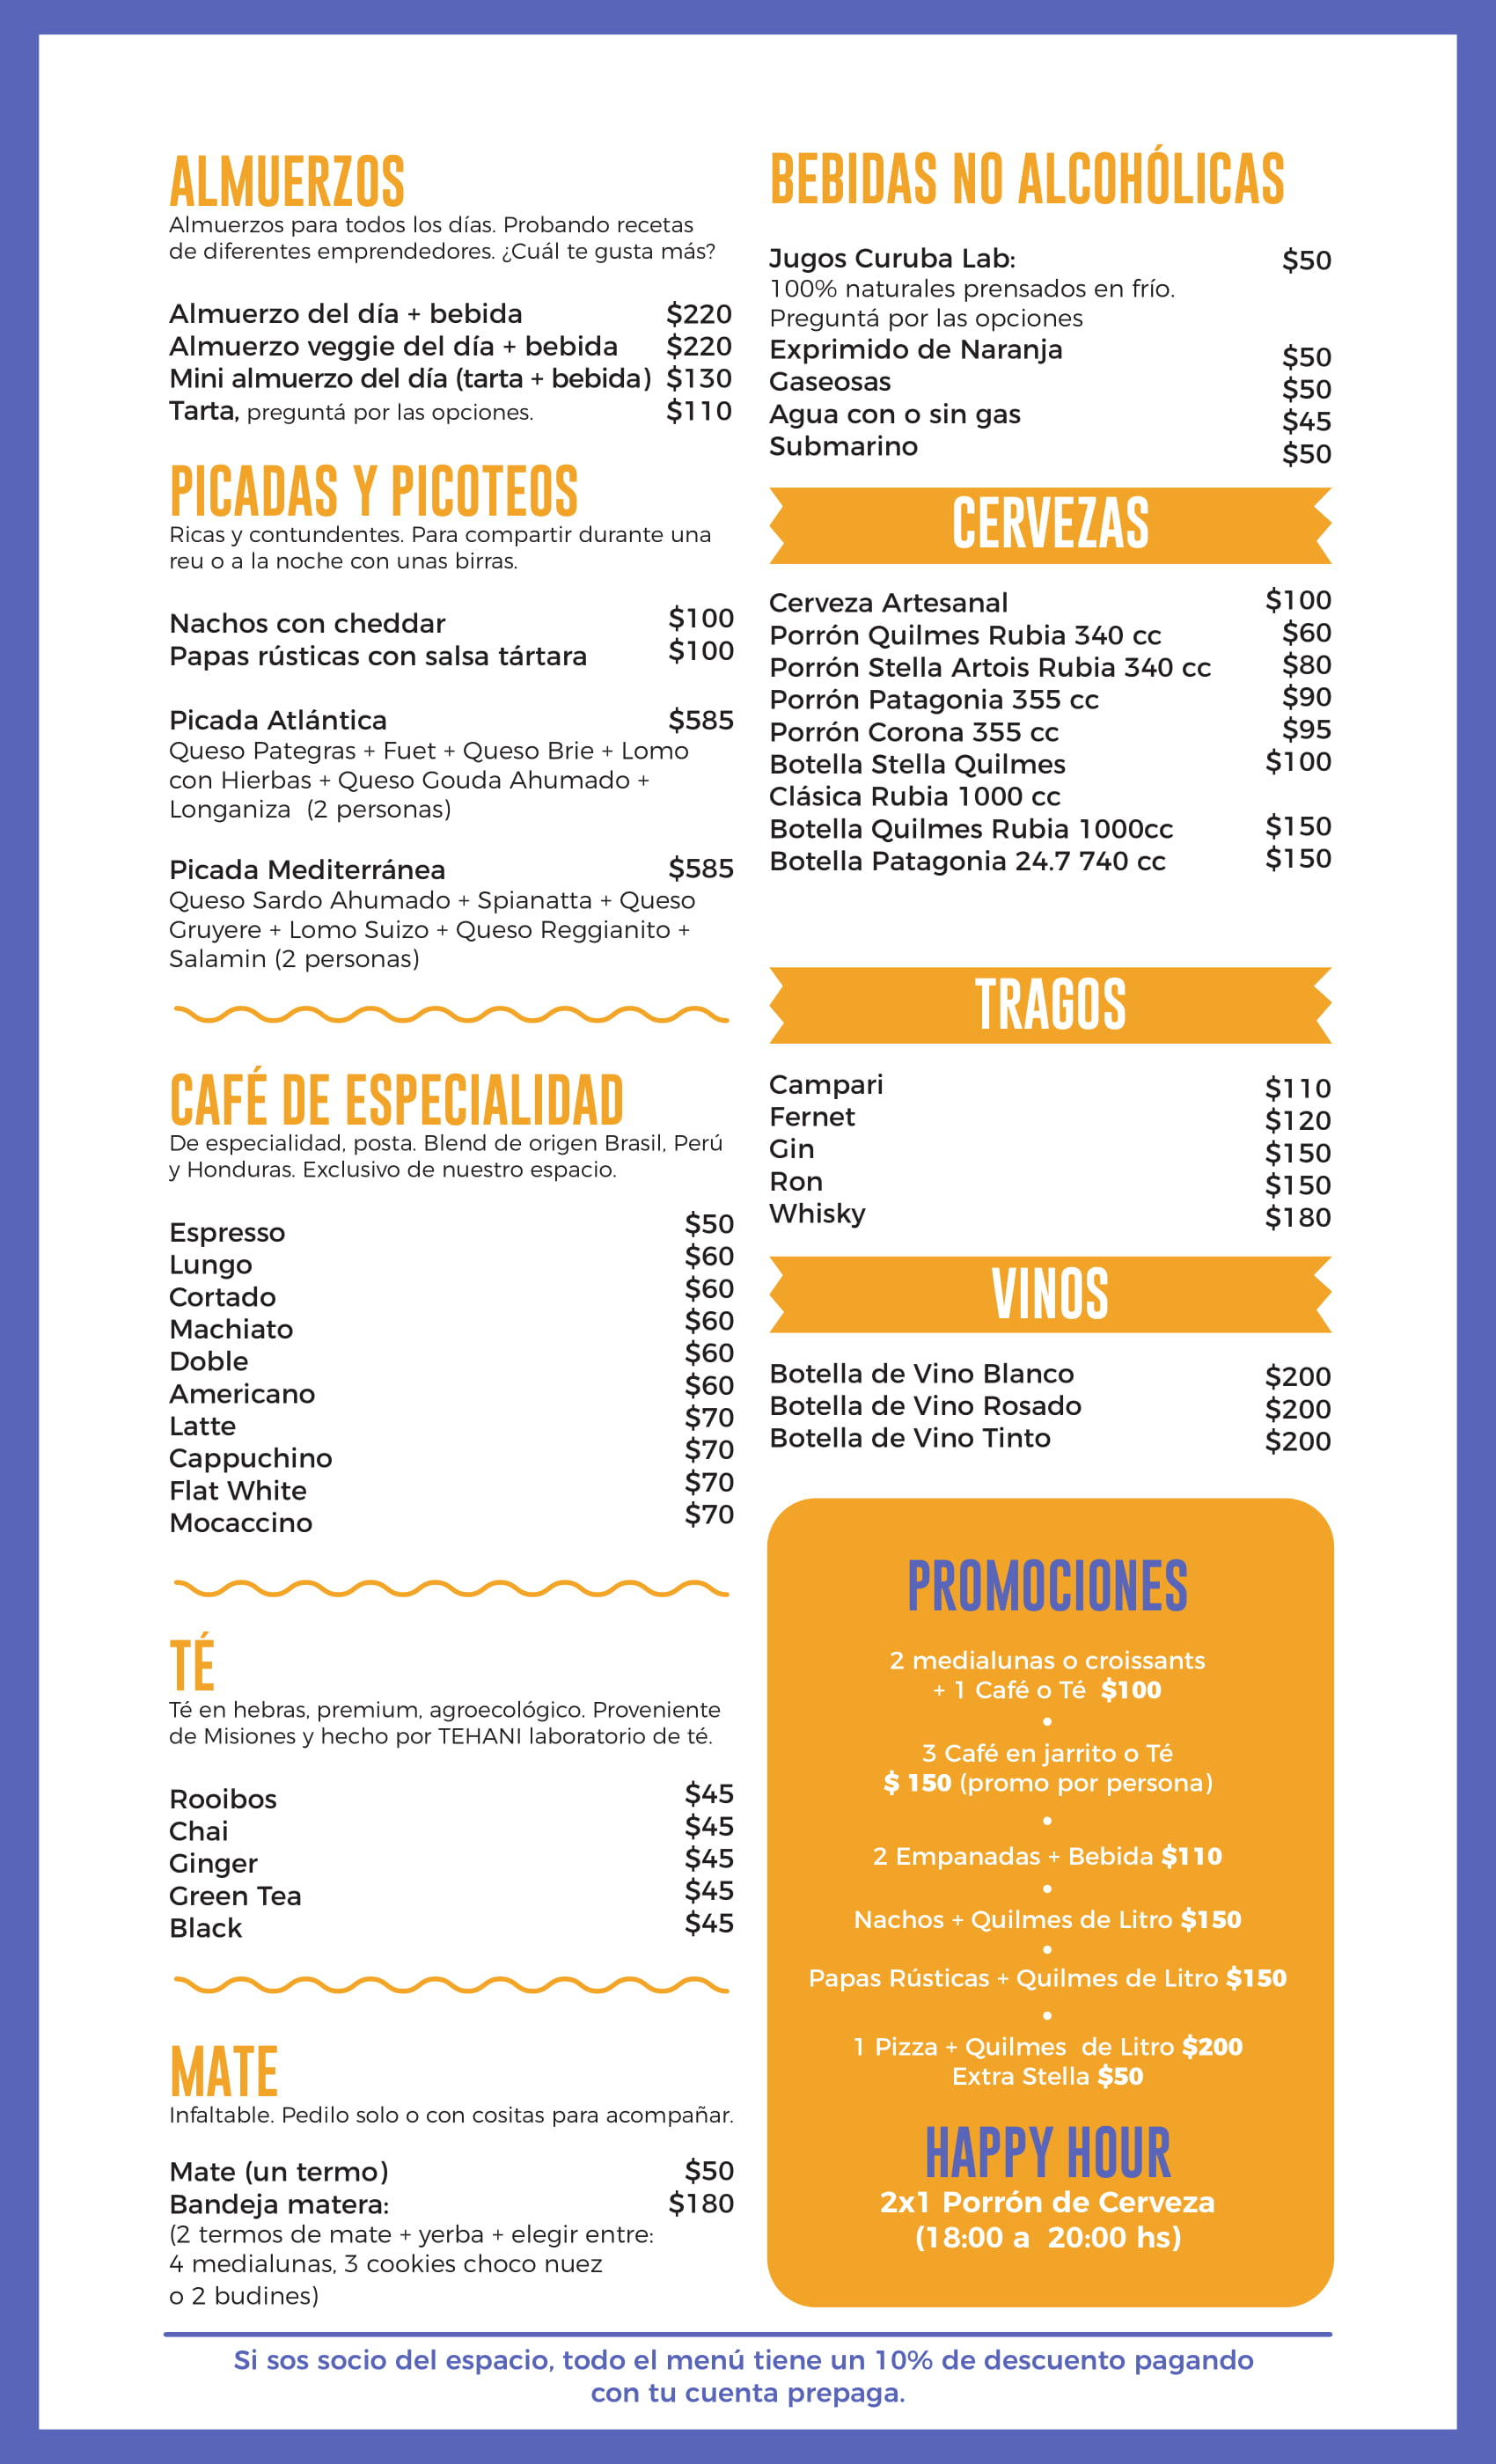 ALMUERZOS
Almuerzos para todos los días. Probando recetas
de diferentes emprendedores. ¿Cuál te gusta más?
Almuerzo del día + bebida $220
Almuerzo veggie del día + bebida $220
Mini almuerzo del día (tarta + bebida) $130
Tarta, preguntá por las opciones. $110
PICADAS Y PICOTEOS
Ricas y contundentes. Para compartir durante una
reu o a la noche con unas birras.
Nachos con cheddar $100
Papas rústicas con salsa tártara $100
Picada Atlántica $585
Queso Pategras + Fuet + Queso Brie + Lomo
con Hierbas + Queso Gouda Ahumado +
Longaniza (2 personas)
Picada Mediterránea $585
Queso Sardo Ahumado + Spianatta + Queso
Gruyere + Lomo Suizo + Queso Reggianito +
Salamin (2 personas)
CAFÉ DE ESPECIALIDAD
De especialidad, posta. Blend de origen Brasil, Perú
y Honduras. Exclusivo de nuestro espacio.
Espresso $50
Lungo $60
Cortado $60
Machiato $60
Doble $60
Americano $60
Latte $70
Cappuchino $70
Flat White $70
Mocaccino $70
TÉ
Té en hebras, premium, agroecológico. Proveniente
de Misiones y hecho por TEHANI laboratorio de té.
Rooibos $45
Chai $45
Ginger $45
Green Tea $45
Black $45
MATE
Infaltable. Pedilo solo o con cositas para acompañar.
Mate (un termo) $50
Bandeja matera: $180
(2 termos de mate + yerba + elegir entre:
4 medialunas, 3 cookies choco nuez
o 2 budines)
BEBIDAS NO ALCOHÓLICAS
Jugos Curuba Lab: $50
100% naturales prensados en frío.
Preguntá por las opciones
Exprimido de Naranja $50
Gaseosas $50
Agua con o sin gas $45
Submarino $50
CERVEZAS
Cerveza Artesanal $100
Porrón Quilmes Rubia 340 cc $60
Porrón Stella Artois Rubia 340 cc $80
Porrón Patagonia 355 cc $90
Porrón Corona 355 cc $95
Botella Stella Quilmes $100
Clásica Rubia 1000 cc
Botella Quilmes Rubia 1000cc $150
Botella Patagonia 24.7 740 cc $150
TRAGOS
Campari $110
Fernet $120
Gin $150
Ron $150
Whisky $180
VINOS
Botella de Vino Blanco $200
Botella de Vino Rosado $200
Botella de Vino Tinto $200
PROMOCIONES
2 medialunas o croissants
+ 1 Café o Té $100
•
3 Café en jarrito o Té
$ 150 (promo por persona)
•
2 Empanadas + Bebida $110
•
Nachos + Quilmes de Litro $150
•
Papas Rústicas + Quilmes de Litro $150
•
1 Pizza + Quilmes de Litro $200
Extra Stella $50
HAPPY HOUR
2x1 Porrón de Cerveza
(18:00 a 20:00 hs)
Si sos socio del espacio, todo el menú tiene un 10% de descuento pagando
con tu cuenta prepaga.